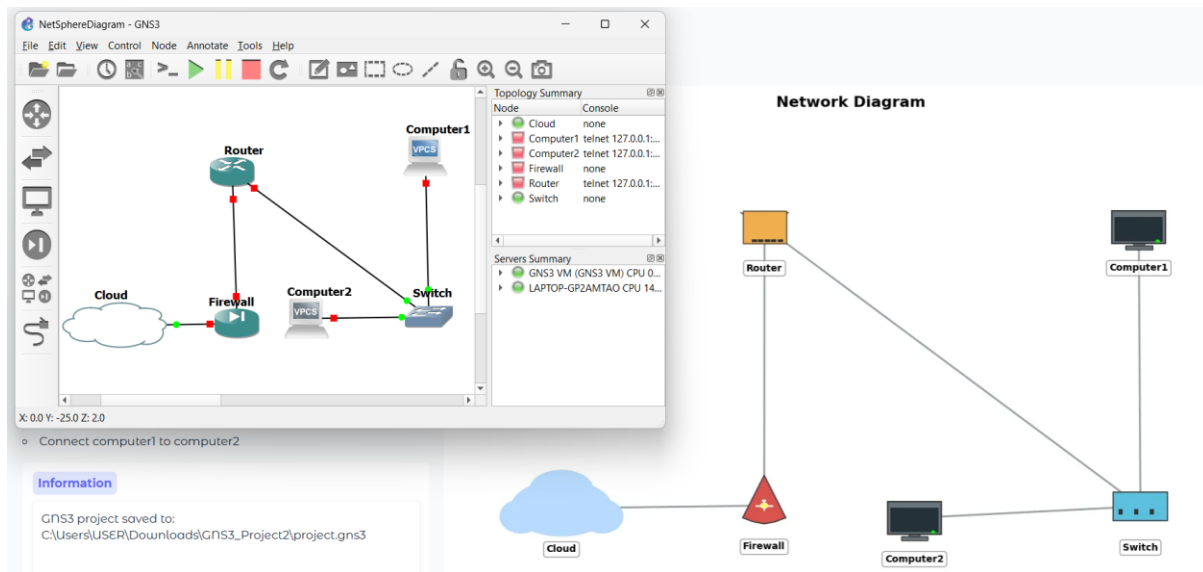 NetSphereDiagram - GNS3
File Edit View Control Node Annotate Tools Help
Router
Computer1
VPCS
Cloud
Firewall
Computer2
VPCS
Switch
Topology Summary
Node Console
Cloud none
Computer1 telnet 127.0.0.1:...
Computer2 telnet 127.0.0.1:...
Firewall none
Router telnet 127.0.0.1:...
Switch none
Servers Summary
GNS3 VM (GNS3 VM) CPU 0...
LAPTOP-GP2AMTAO CPU 14...
X: 0.0 Y: -25.0 Z: 2.0
Connect computer1 to computer2
Information
GNS3 project saved to:
C:\Users\USER\Downloads\GNS3_Project2\project.gns3
Network Diagram
Router
Computer1
Cloud
Firewall
Computer2
Switch